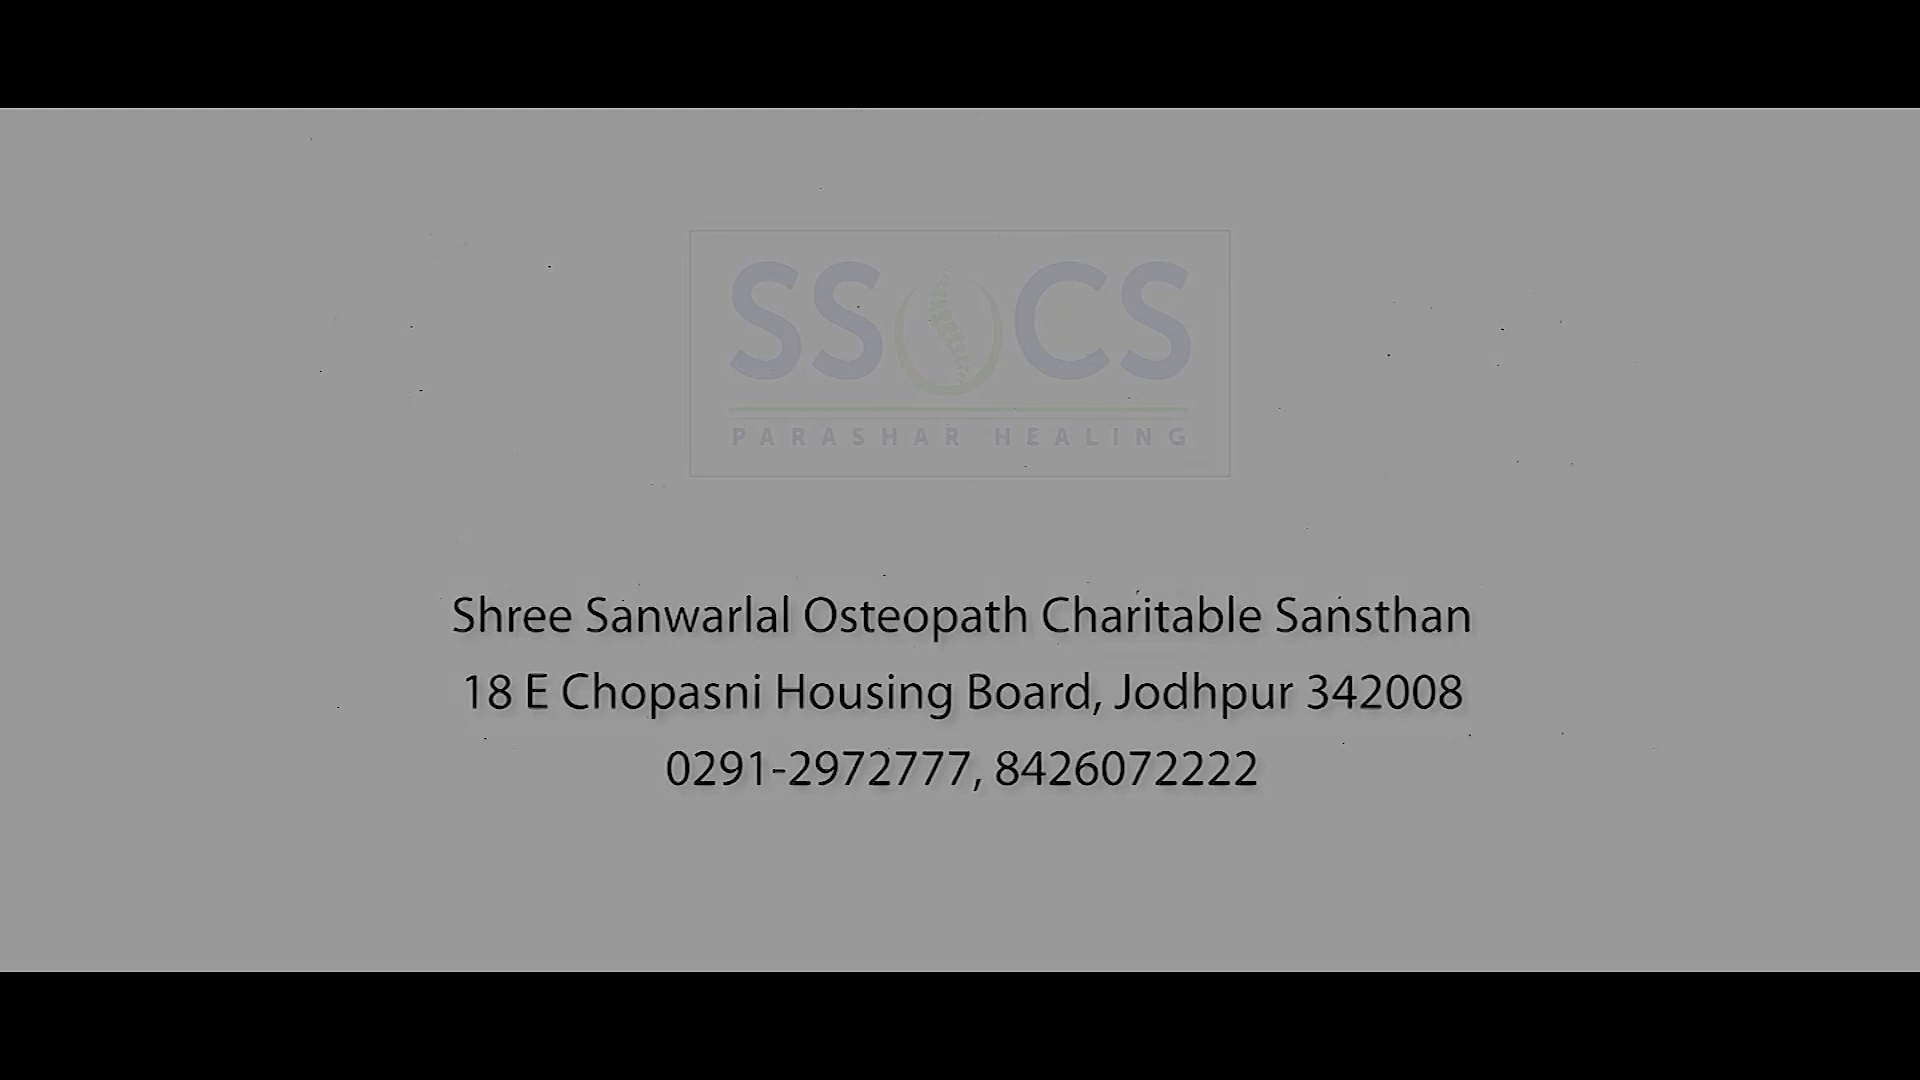 SSOCS
PARASHAR HEALING
Shree Sanwarlal Osteopath Charitable Sansthan
18 E Chopasni Housing Board, Jodhpur 342008
0291-2972777, 8426072222